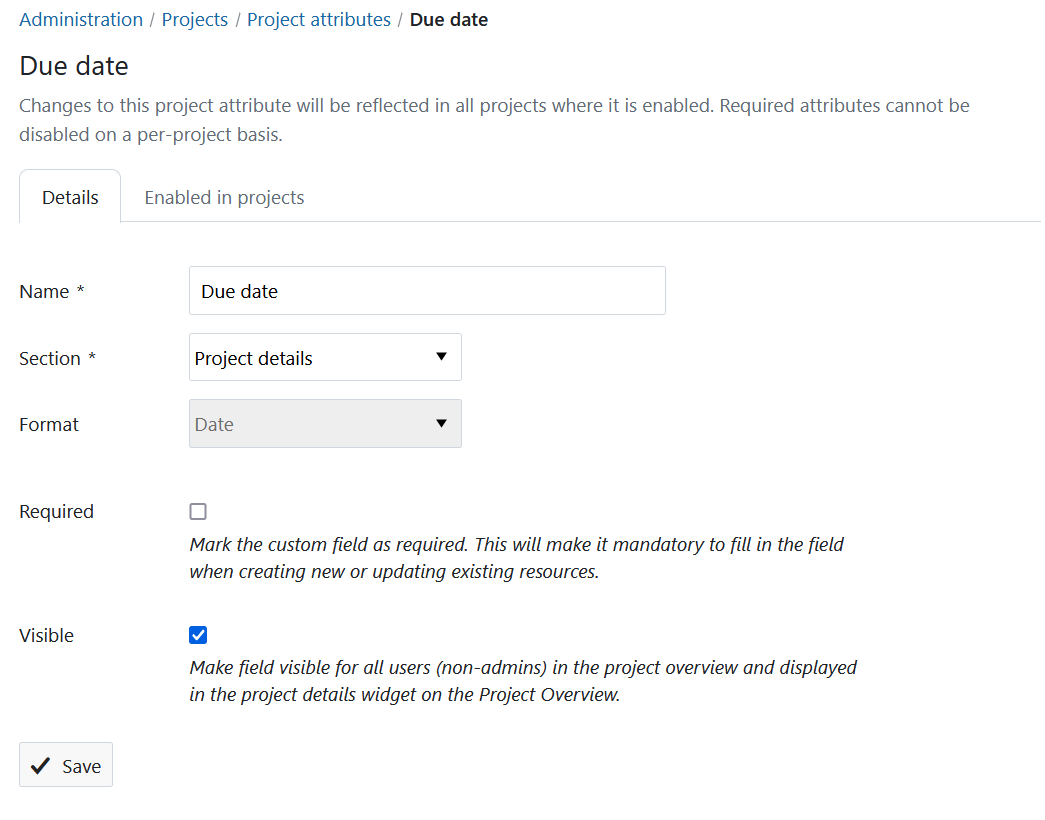 Administration / Projects / Project attributes / Due date
Due date
Changes to this project attribute will be reflected in all projects where it is enabled. Required attributes cannot be
disabled on a per-project basis.
Details Enabled in projects
Name * Due date
Section * Project details
Format Date
Required
Mark the custom field as required. This will make it mandatory to fill in the field
when creating new or updating existing resources.
Visible
Make field visible for all users (non-admins) in the project overview and displayed
in the project details widget on the Project Overview.
Save